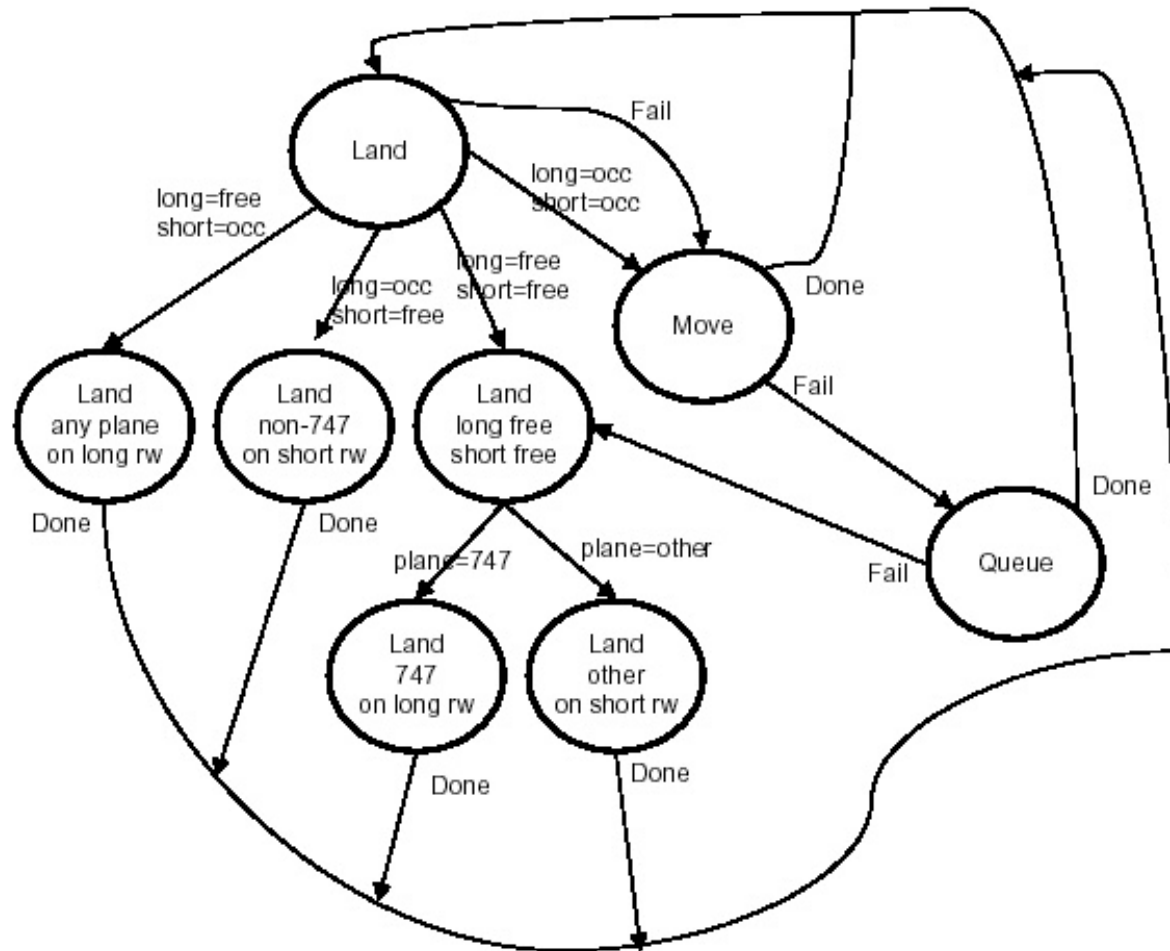 Fail
Land
long=occ
short=occ
long=free
short=occ
long=free
short=free
long=occ
short=free
Done
Move
Fail
Land
any plane
on long rw
Land
non-747
on short rw
Land
long free
short free
Done
Done
Done
plane=747
plane=other
Fail
Queue
Land
747
on long rw
Land
other
on short rw
Done
Done